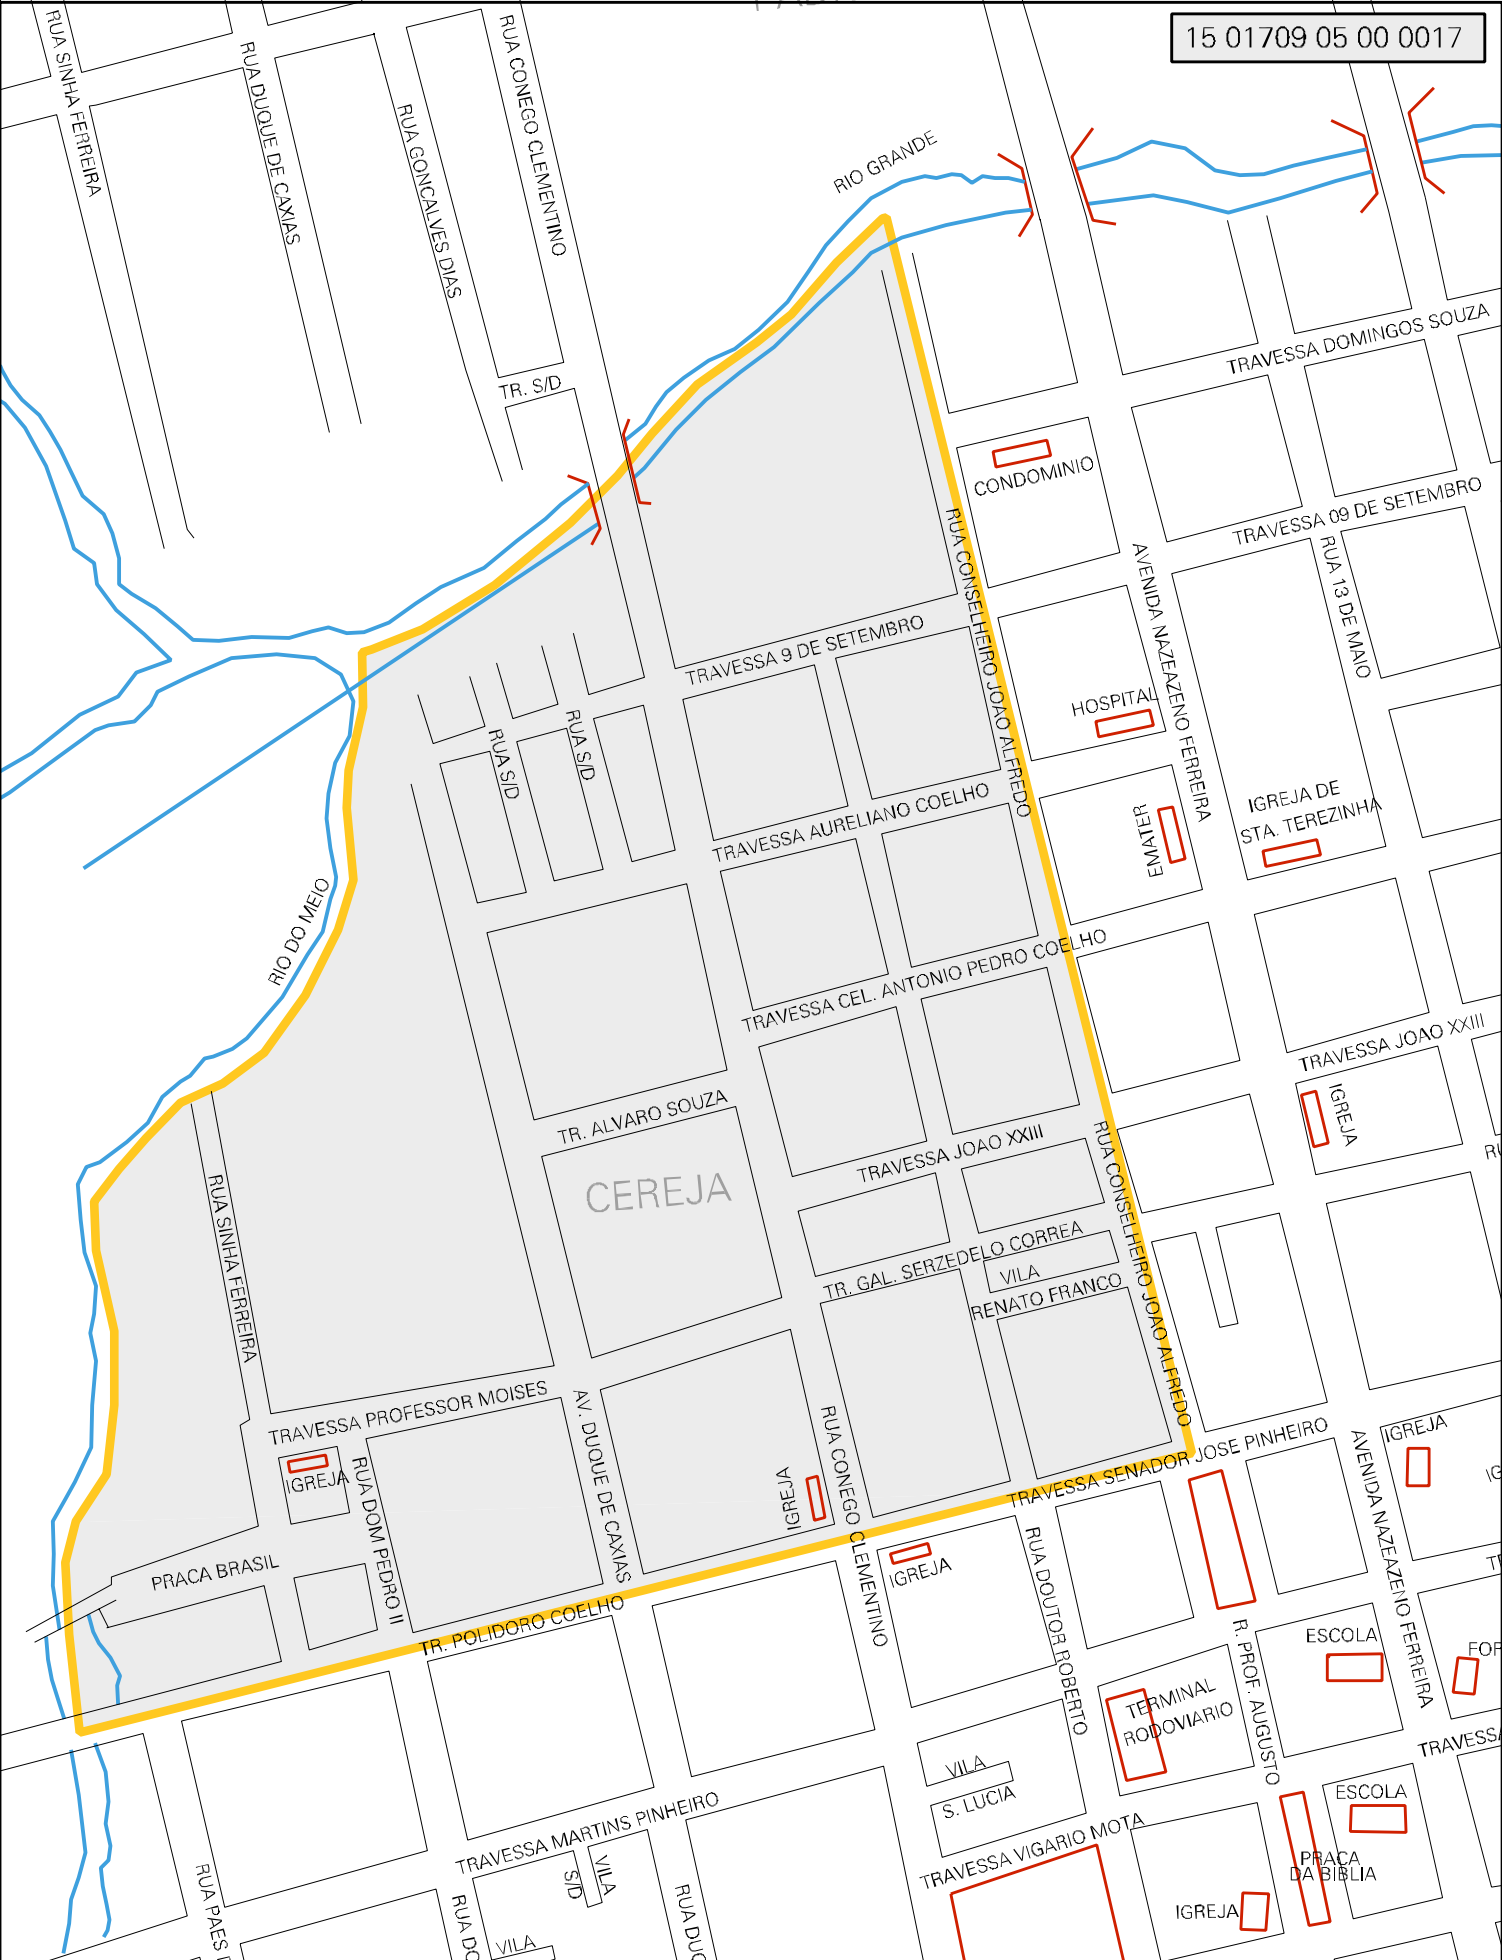 15 01709 05 00 0017
RUA SINHA FERREIRA
RUA DUQUE DE CAXIAS
RUA GONCALVES DIAS
RUA CONEGO CLEMENTINO
RIO GRANDE
TR. S/D
TRAVESSA DOMINGOS SOUZA
CONDOMINIO
TRAVESSA 09 DE SETEMBRO
RUA CONSELHEIRO JOAO ALFREDO
AVENIDA NAZEAZENO FERREIRA
RUA 13 DE MAIO
TRAVESSA 9 DE SETEMBRO
HOSPITAL
RUA S/D
RUA S/D
TRAVESSA AURELIANO COELHO
EMATER
IGREJA DE
STA. TEREZINHA
RIO DO MEIO
TRAVESSA CEL. ANTONIO PEDRO COELHO
TRAVESSA JOAO XXIII
TR. ALVARO SOUZA
IGREJA
TRAVESSA JOAO XXIII
RUA CONSELHEIRO JOAO ALFREDO
CEREJA
RUA SINHA FERREIRA
TR. GAL. SERZEDELO CORREA
VILA
RENATO FRANCO
TRAVESSA PROFESSOR MOISES
AV. DUQUE DE CAXIAS
RUA CONEGO CLEMENTINO
TRAVESSA SENADOR JOSE PINHEIRO
AVENIDA NAZEAZENO FERREIRA
IGREJA
IGREJA
RUA DOM PEDRO II
IGREJA
IGREJA
PRACA BRASIL
TR. POLIDORO COELHO
RUA DOUTOR ROBERTO
R. PROF. AUGUSTO
ESCOLA
TERMINAL
RODOVIARIO
TRAVESSA
VILA
S. LUCIA
ESCOLA
TRAVESSA MARTINS PINHEIRO
TRAVESSA VIGARIO MOTA
VILA
S/D
PRACA
DA BIBLIA
IGREJA
RUA PAES
VILA